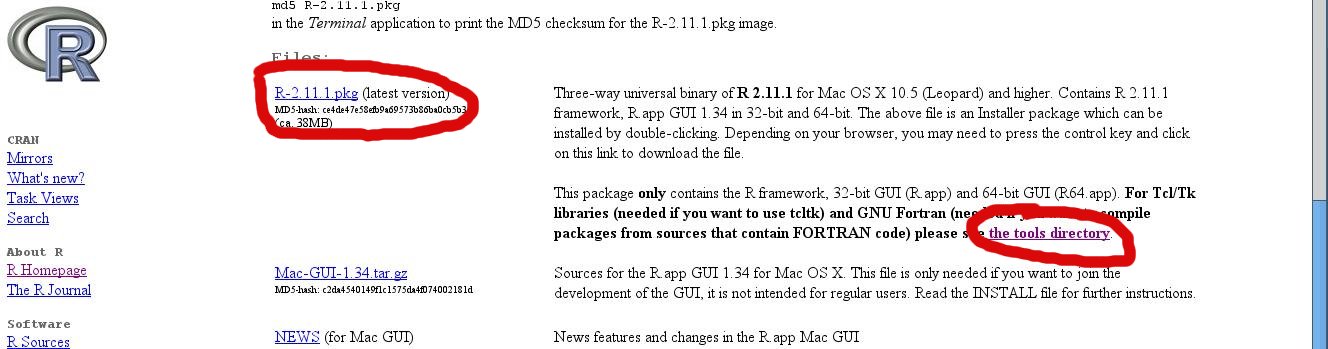 md5 R-2.11.1.pkg
in the Terminal application to print the MD5 checksum for the R-2.11.1.pkg image.
Files:
R
R-2.11.1.pkg (latest version)
MD5-hash: ce4de47e58efb9a69573b86ba0cb5b3
(ca. 38MB)
Three-way universal binary of R 2.11.1 for Mac OS X 10.5 (Leopard) and higher. Contains R 2.11.1
framework, R.app GUI 1.34 in 32-bit and 64-bit. The above file is an Installer package which can be
installed by double-clicking. Depending on your browser, you may need to press the control key and click
on this link to download the file.
This package only contains the R framework, 32-bit GUI (R.app) and 64-bit GUI (R64.app). For Tcl/Tk
libraries (needed if you want to use tcltk) and GNU Fortran (needed if you want to compile
packages from sources that contain FORTRAN code) please see the tools directory.
Mac-GUI-1.34.tar.gz
MD5-hash: c2da4540149f1c1575da4f074002181d
Sources for the R.app GUI 1.34 for Mac OS X. This file is only needed if you want to join the
development of the GUI, it is not intended for regular users. Read the INSTALL file for further instructions.
NEWS (for Mac GUI)
News features and changes in the R.app Mac GUI
CRAN
Mirrors
What's new?
Task Views
Search
About R
R Homepage
The R Journal
Software
R Sources